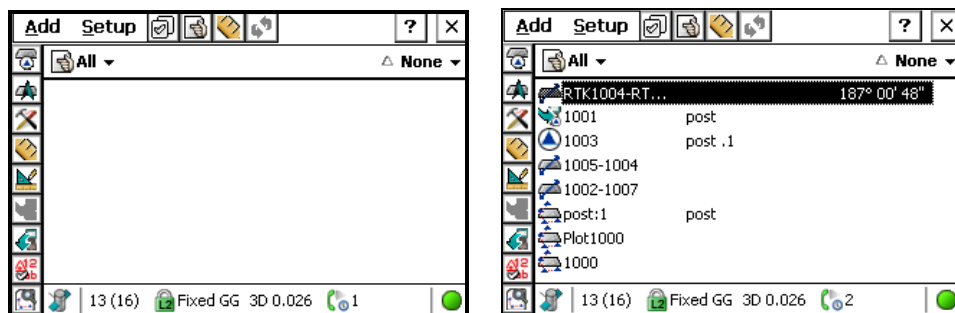 Add Setup ?
All None
13 (16) L2 Fixed GG 3D 0.026 1
Add Setup ?
All None
RTK1004-RT... 187° 00' 48"
1001 post
1003 post .1
1005-1004
1002-1007
post:1 post
Plot1000
1000
13 (16) L2 Fixed GG 3D 0.026 2